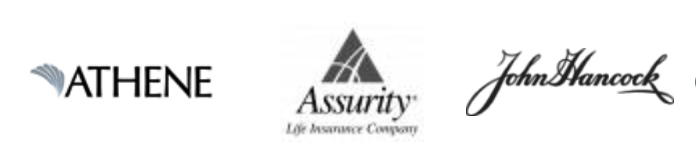 ATHENE
Assurity®
Life Insurance Company
John Hancock